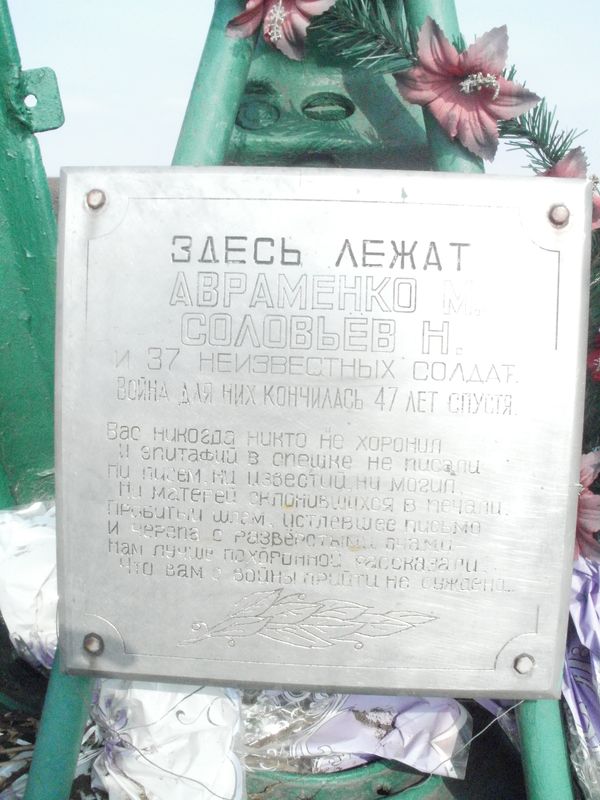 ЗДЕСЬ ЛЕЖАТ
АВРАМЕНКО М.
СОЛОВЬЕВ Н.
И 37 НЕИЗВЕСТНЫХ СОЛДАТ.
ВОЙНА ДЛЯ НИХ КОНЧИЛАСЬ 47 ЛЕТ СПУСТЯ.
Вас никогда никто не хоронил
И эпитафий в спешке не писали
Ни писем, ни известий, ни могил,
Ни матерей склонившихся в печали.
Пробитый шлем, истлевшее письмо
И черепа с разверстыми очами
Нам лучше похоронной рассказали...
Что вам с войны прийти не суждено...